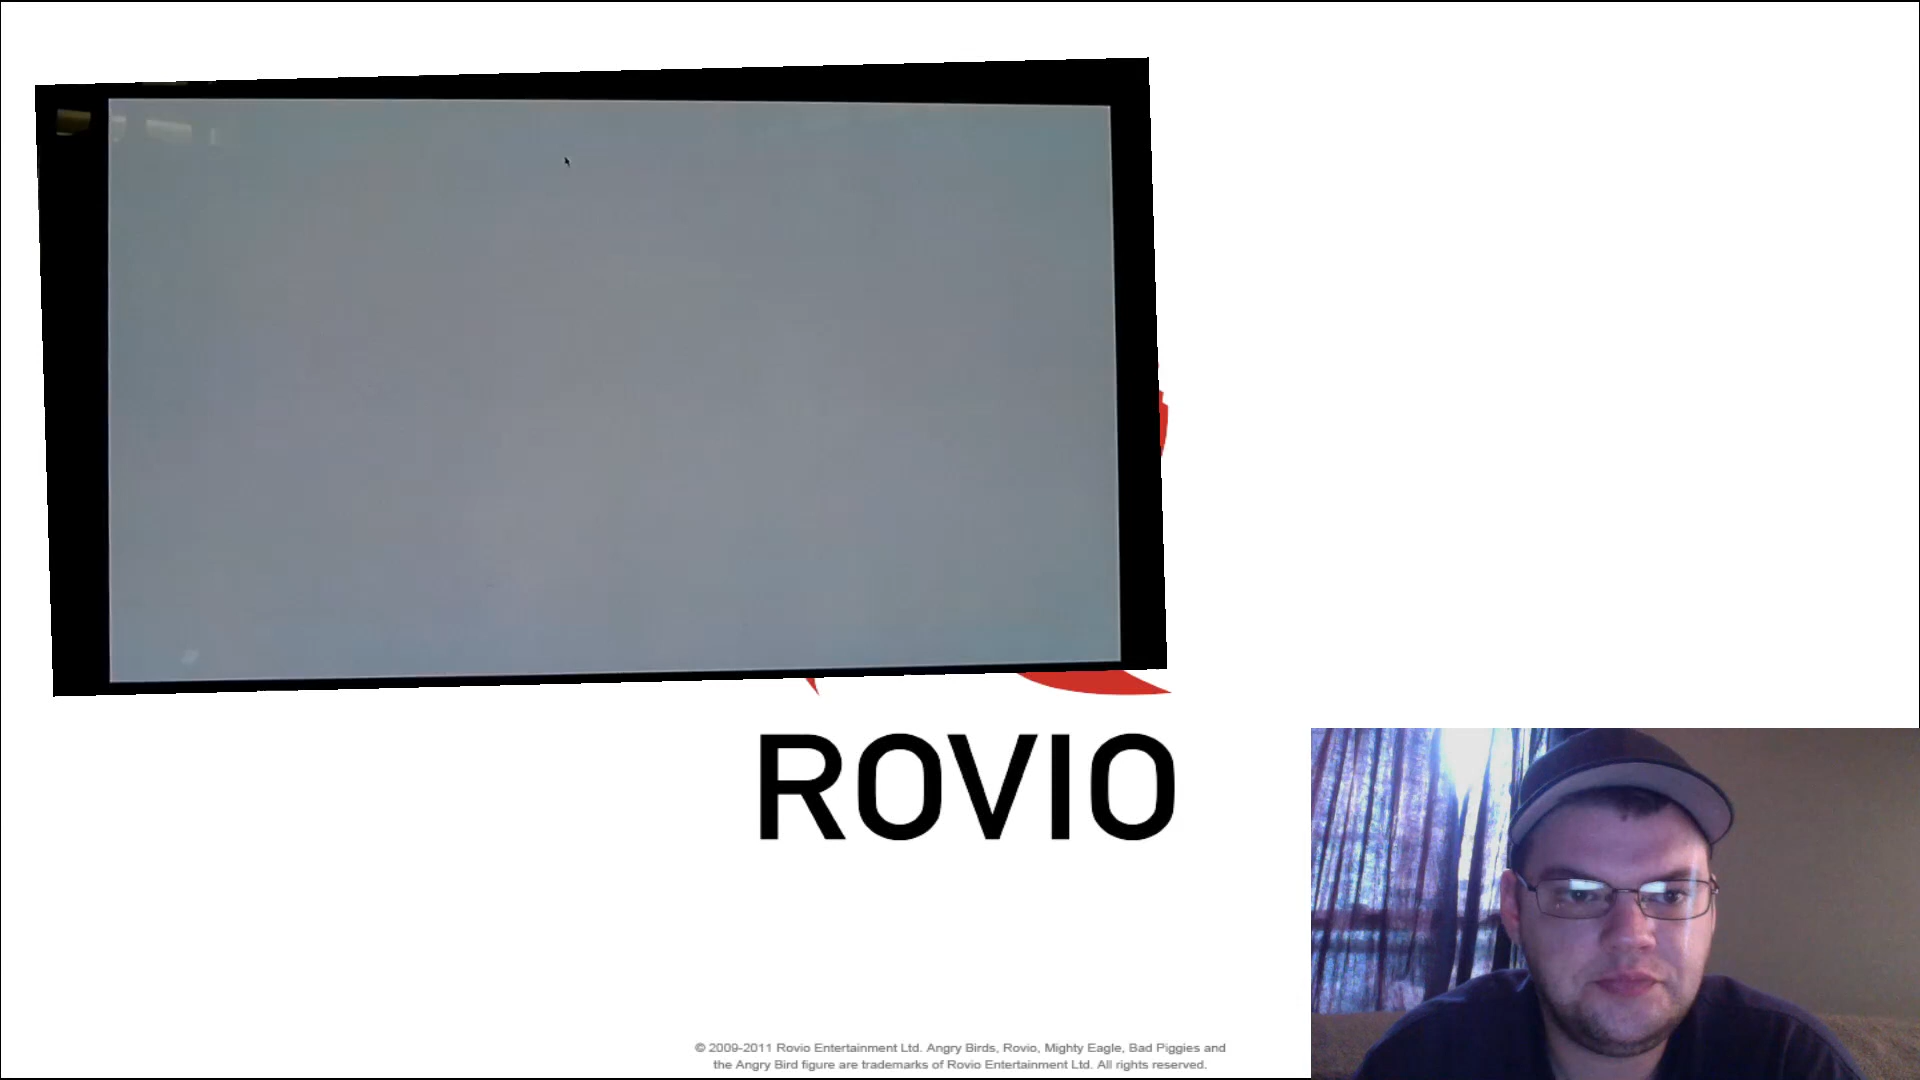 ROVIO
© 2009-2011 Rovio Entertainment Ltd. Angry Birds, Rovio, Mighty Eagle, Bad Piggies and
the Angry Bird figure are trademarks of Rovio Entertainment Ltd. All rights reserved.